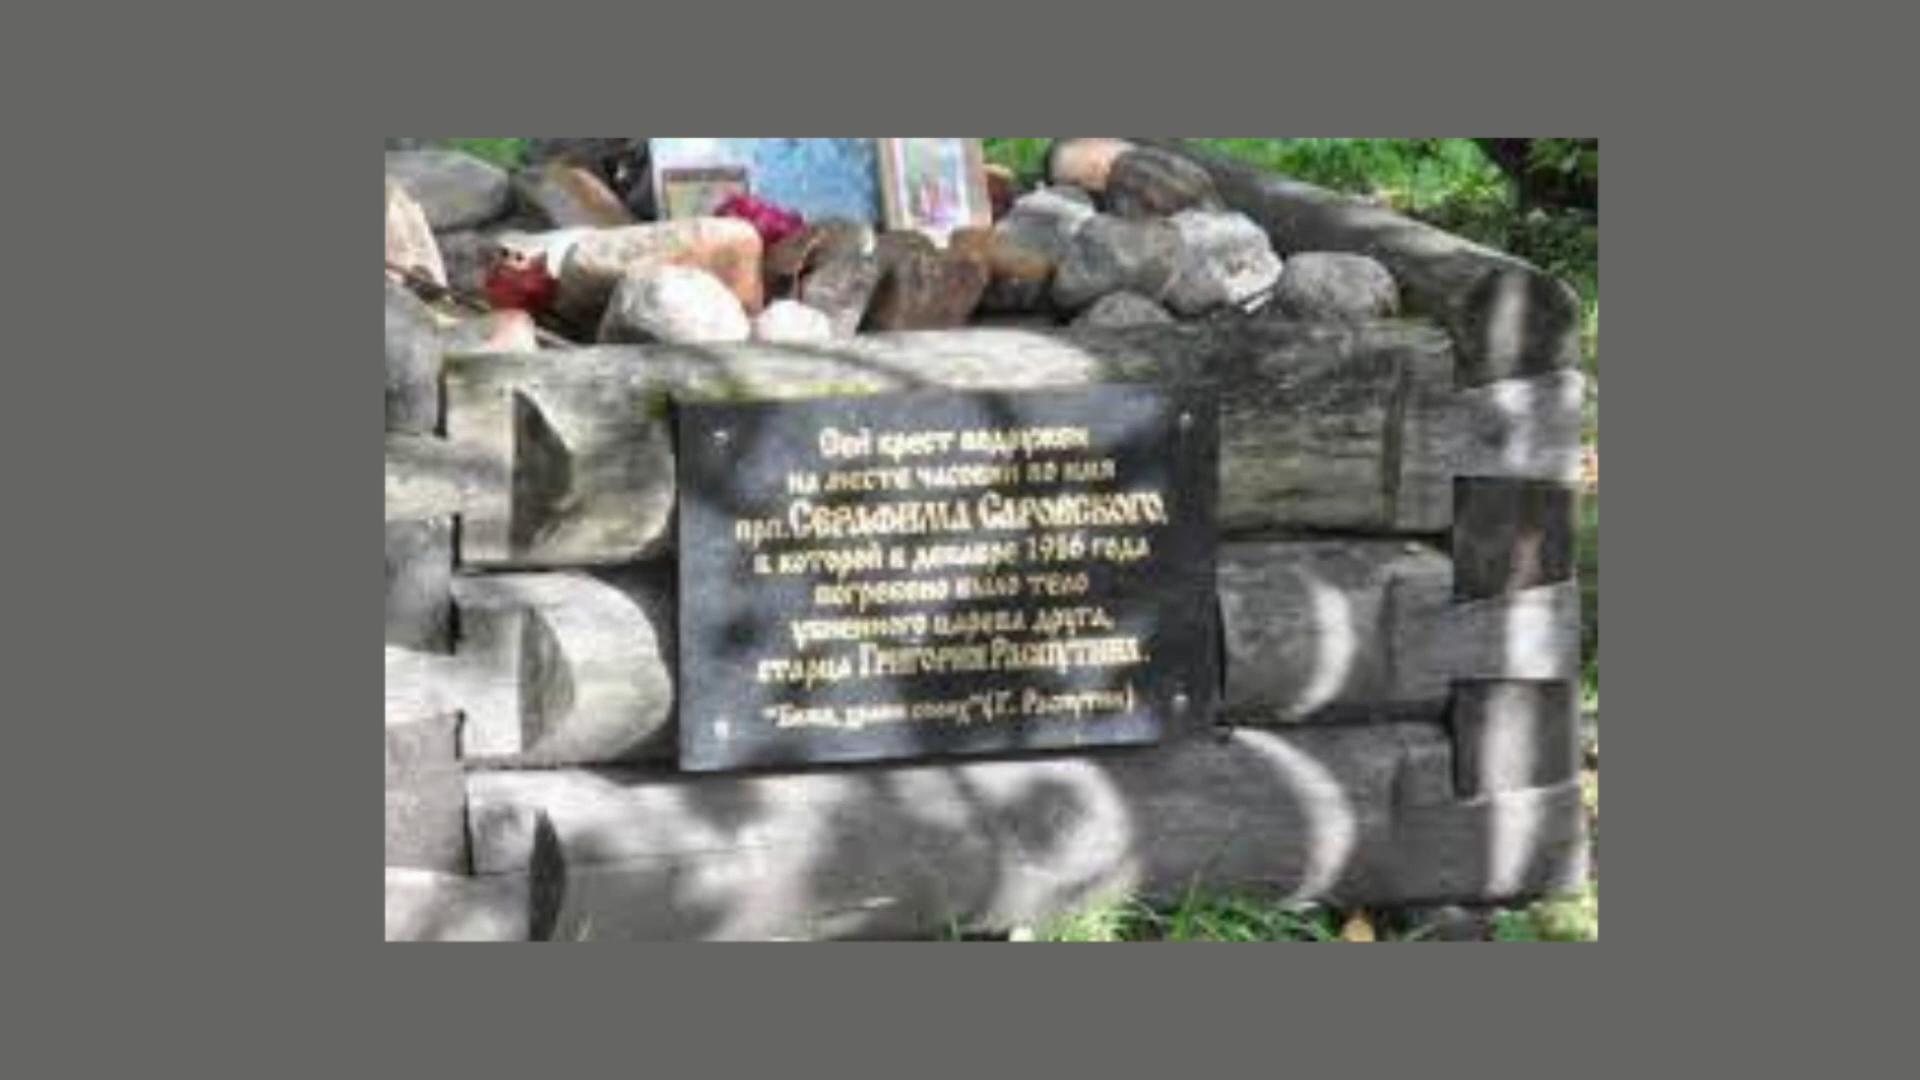 Сей крест водружен
на месте часовни во имя
прп. Серафима Саровского,
в которой в декабре 1916 года
погребено было тело
убиенного царева друга,
старца Григория Распутина.
(Г. Распутин)